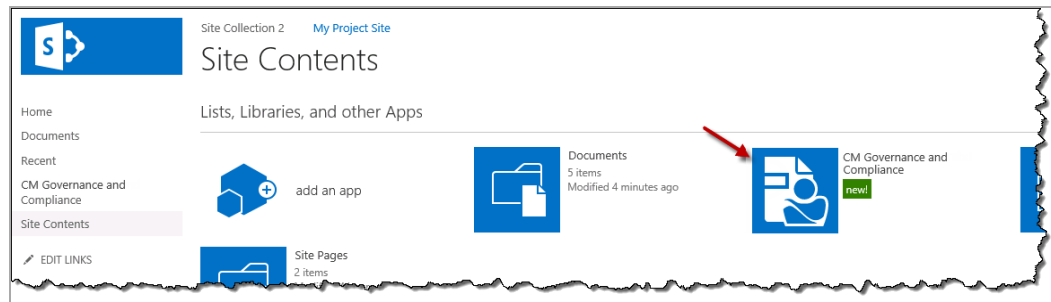 Site Collection 2 My Project Site
Site Contents
Home
Documents
Recent
CM Governance and
Compliance
Site Contents
EDIT LINKS
Lists, Libraries, and other Apps
add an app
Documents
5 items
Modified 4 minutes ago
CM Governance and
Compliance
new!
Site Pages
2 items